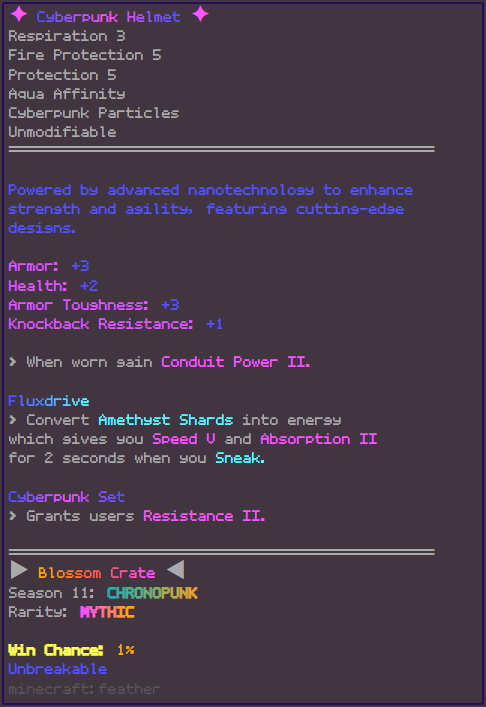 ✦ Cyberpunk Helmet ✦
Respiration 3
Fire Protection 5
Protection 5
Aqua Affinity
Cyberpunk Particles
Unmodifiable
Powered by advanced nanotechnology to enhance
strength and agility, featuring cutting-edge
designs.
Armor: +3
Health: +2
Armor Toughness: +3
Knockback Resistance: +1
> When worn gain Conduit Power II.
Fluxdrive
> Convert Amethyst Shards into energy
which gives you Speed V and Absorption II
for 2 seconds when you Sneak.
Cyberpunk Set
> Grants users Resistance II.
▶ Blossom Crate ◀
Season 11: CHRONOPUNK
Rarity: MYTHIC
Win Chance: 1%
Unbreakable
minecraft:feather